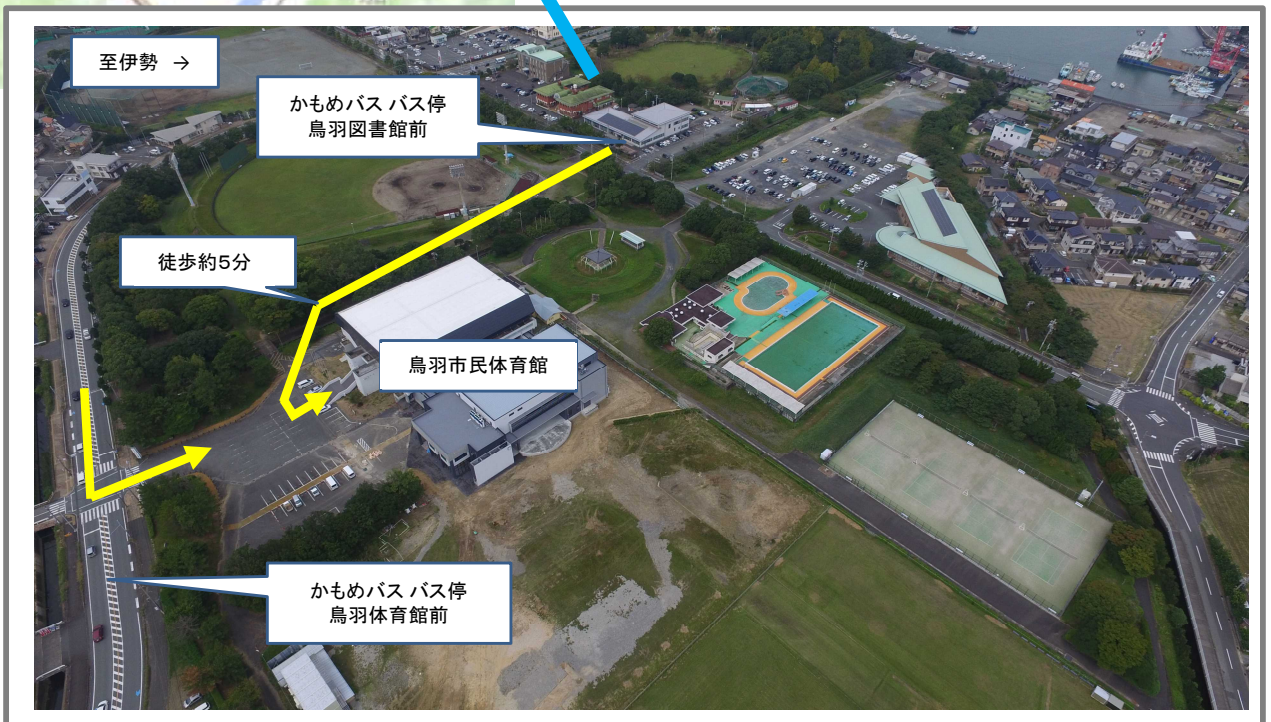 至伊勢 →
かもめバス バス停
鳥羽図書館前
徒歩約5分
鳥羽市民体育館
かもめバス バス停
鳥羽体育館前